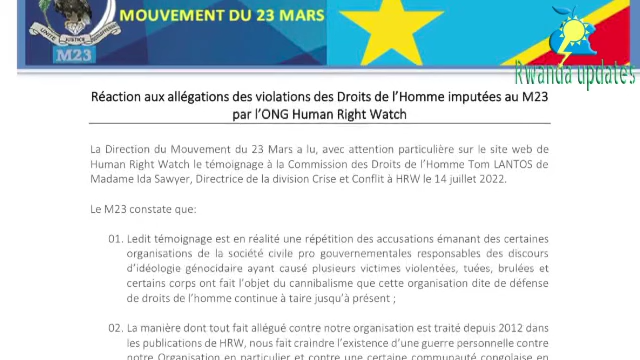 MOUVEMENT DU 23 MARS
UNITE JUSTICE
M23
Rwanda updates
Réaction aux allégations des violations des Droits de l'Homme imputées au M23
par l'ONG Human Right Watch
La Direction du Mouvement du 23 Mars a lu, avec attention particulière sur le site web de
Human Right Watch le témoignage à la Commission des Droits de l'Homme Tom LANTOS de
Madame Ida Sawyer, Directrice de la division Crise et Conflit à HRW le 14 juillet 2022.
Le M23 constate que:
01. Ledit témoignage est en réalité une répétition des accusations émanant des certaines
organisations de la société civile pro gouvernementales responsables des discours
d'idéologie génocidaire ayant causé plusieurs victimes violentées, tuées, brulées et
certains corps ont fait l'objet du cannibalisme que cette organisation dite de défense
de droits de l'homme continue à taire jusqu'à présent ;
02. La manière dont tout fait allégué contre notre organisation est traité depuis 2012 dans
les publications de HRW, nous fait craindre l'existence d'une guerre personnelle contre
notre Organisation en particulier et contre une certaine communauté congolaise en